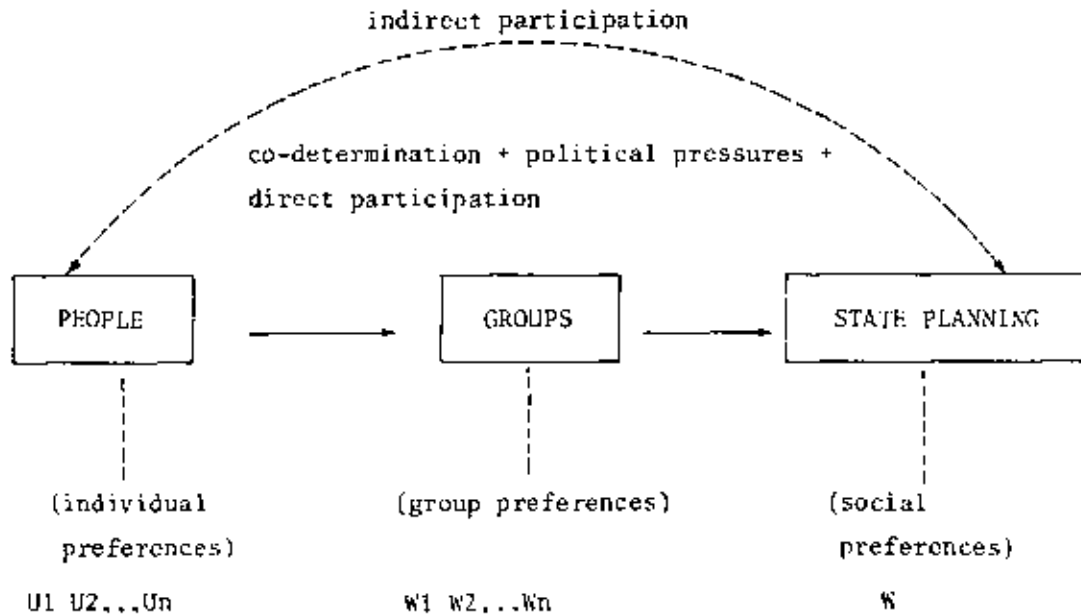 indirect participation
co-determination + political pressures +
direct participation
PEOPLE
GROUPS
STATE PLANNING
(individual
preferences)
(group preferences)
(social
preferences)
U1 U2,..Un
W1 W2,..Wn
W